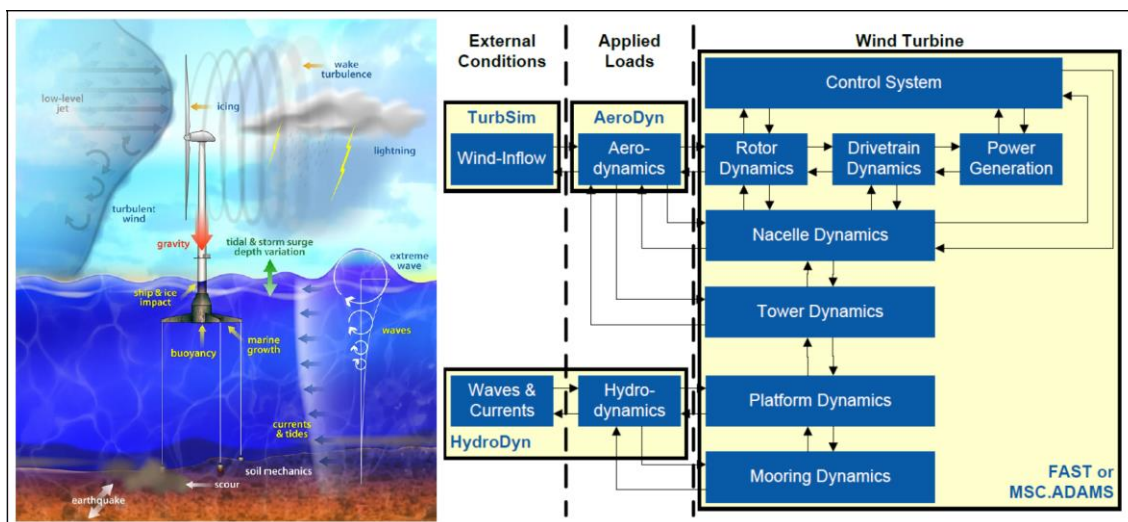 low-level
jet
icing
wake
turbulence
lightning
turbulent
wind
gravity
tidal & storm surge
depth variation
extreme
wave
ship & ice
impact
buoyancy
marine
growth
waves
currents
& tides
soil mechanics
scour
earthquake
External
Conditions
Applied
Loads
Wind Turbine
Control System
TurbSim
AeroDyn
Wind-Inflow
Aero-
dynamics
Rotor
Dynamics
Drivetrain
Dynamics
Power
Generation
Nacelle Dynamics
Tower Dynamics
Waves &
Currents
Hydro-
dynamics
Platform Dynamics
HydroDyn
Mooring Dynamics
FAST or
MSC.ADAMS